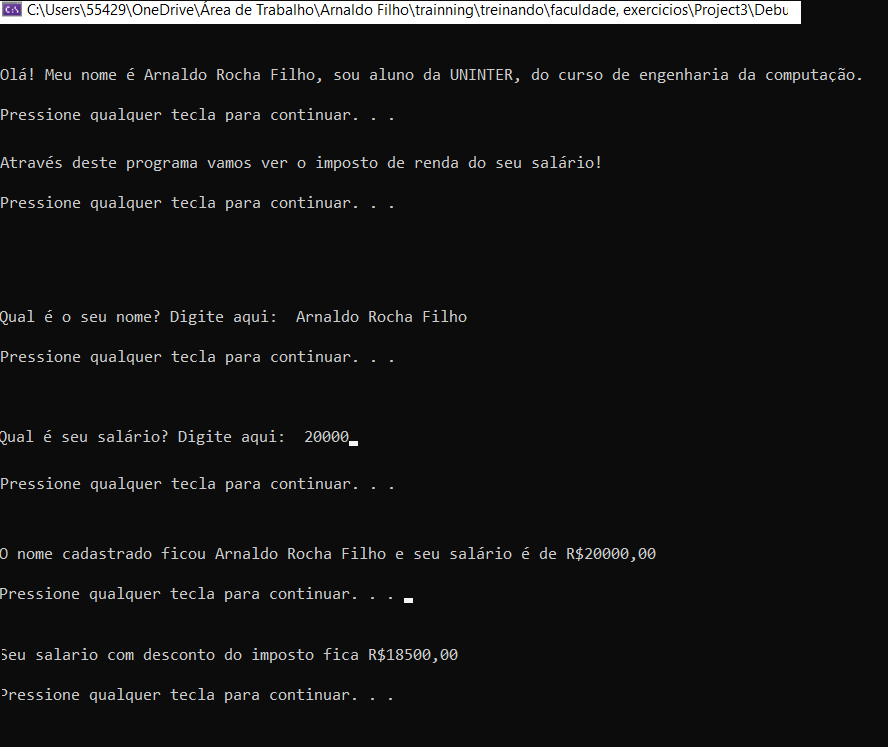 C:\Users\55429\OneDrive\Área de Trabalho\Arnaldo Filho\trainning\treinando\faculdade, exercicios\Project3\Debu
Olá! Meu nome é Arnaldo Rocha Filho, sou aluno da UNINTER, do curso de engenharia da computação.
Pressione qualquer tecla para continuar. . .
Através deste programa vamos ver o imposto de renda do seu salário!
Pressione qualquer tecla para continuar. . .
Qual é o seu nome? Digite aqui:  Arnaldo Rocha Filho
Pressione qualquer tecla para continuar. . .
Qual é seu salário? Digite aqui:  20000
Pressione qualquer tecla para continuar. . .
O nome cadastrado ficou Arnaldo Rocha Filho e seu salário é de R$20000,00
Pressione qualquer tecla para continuar. . .
Seu salario com desconto do imposto fica R$18500,00
Pressione qualquer tecla para continuar. . .